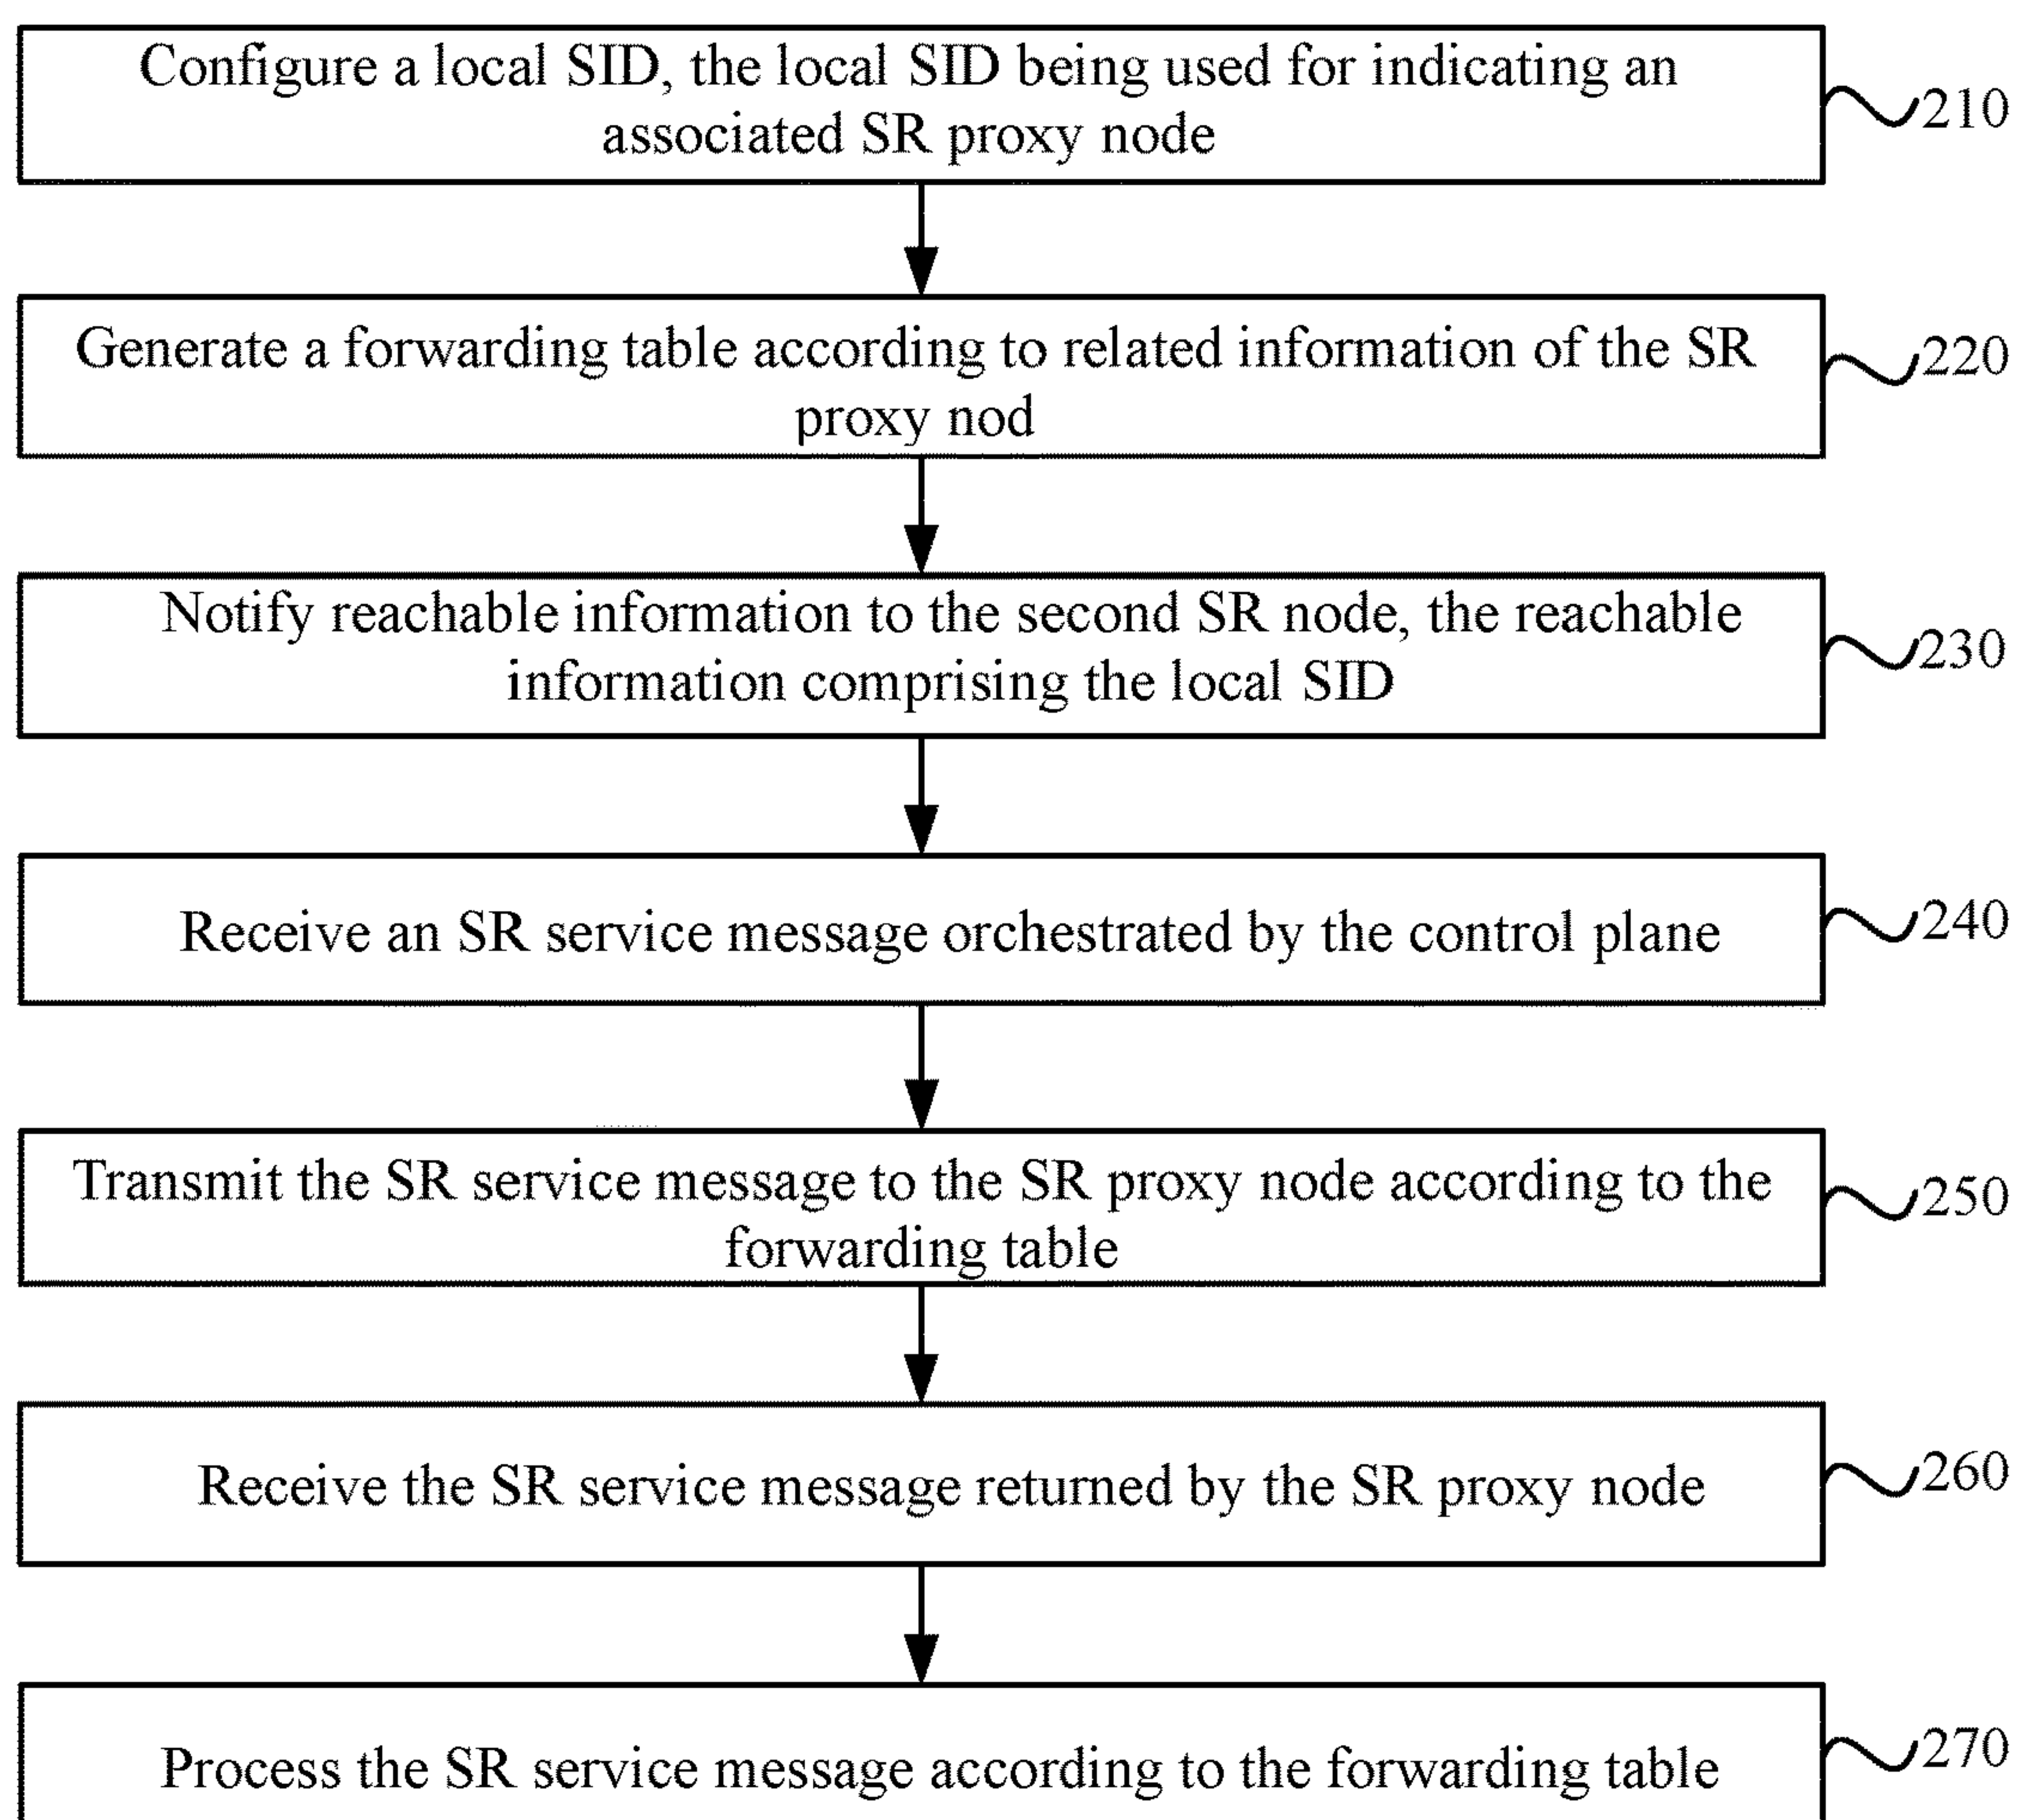 Configure a local SID, the local SID being used for indicating an
associated SR proxy node
210
Generate a forwarding table according to related information of the SR
proxy nod
220
Notify reachable information to the second SR node, the reachable
information comprising the local SID
230
Receive an SR service message orchestrated by the control plane
240
Transmit the SR service message to the SR proxy node according to the
forwarding table
250
Receive the SR service message returned by the SR proxy node
260
Process the SR service message according to the forwarding table
270